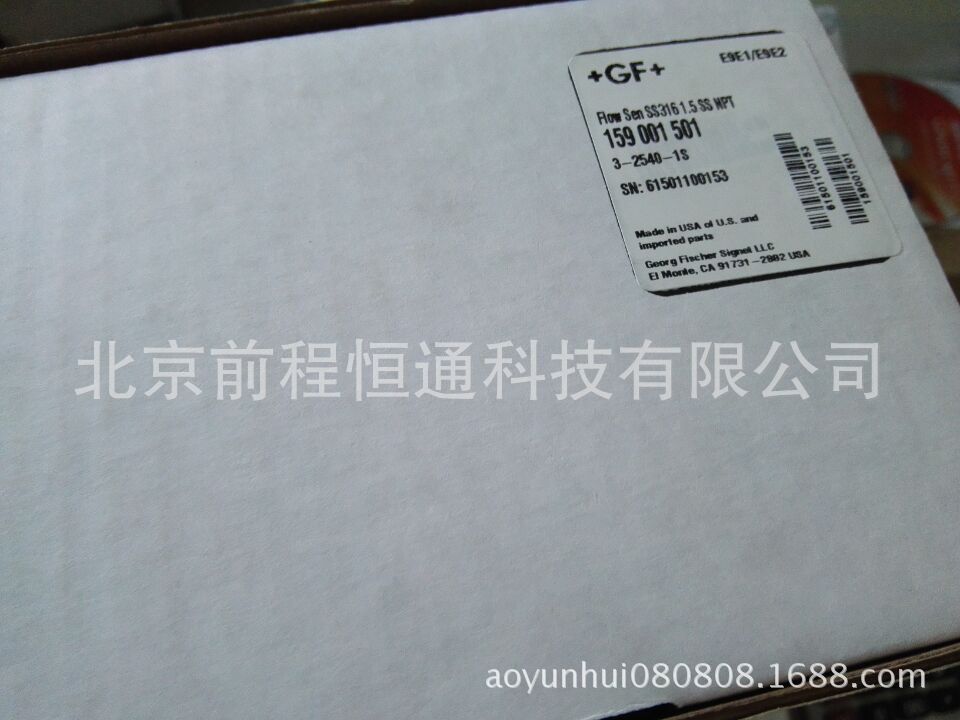 +GF+
E9E1/E9E2
Flow Sen SS316 1.5 SS NPT
159 001 501
3-2540-1S
SN: 61501100153
61501100153
159001501
Made in USA of U.S. and
imported parts
Georg Fischer Signet LLC
El Monte, CA 91731-2882 USA
北京前程恒通科技有限公司
aoyunhui080808.1688.com